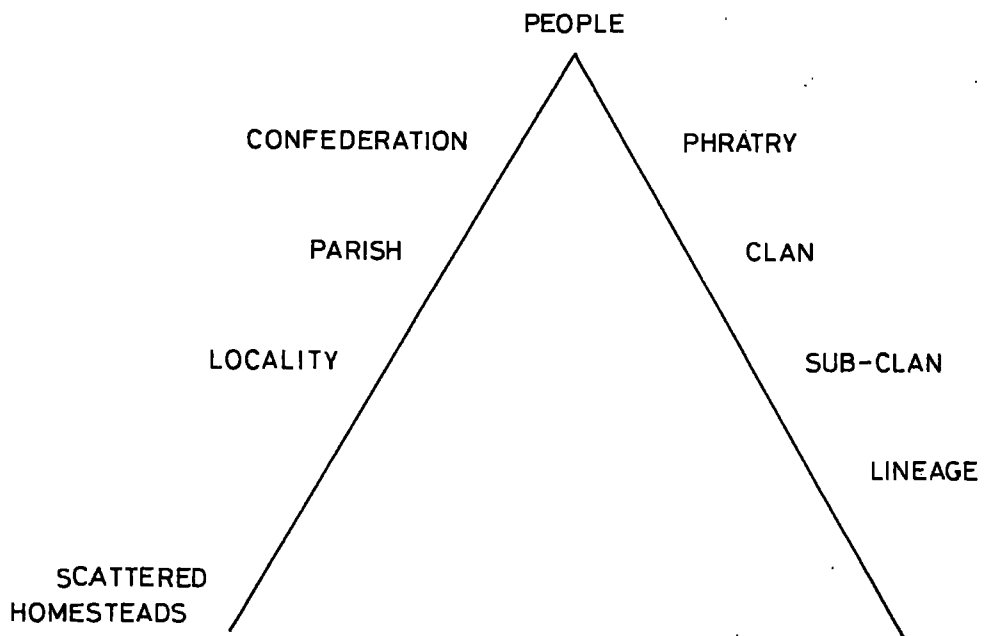 PEOPLE
CONFEDERATION
PHRATRY
PARISH
CLAN
LOCALITY
SUB-CLAN
LINEAGE
SCATTERED
HOMESTEADS